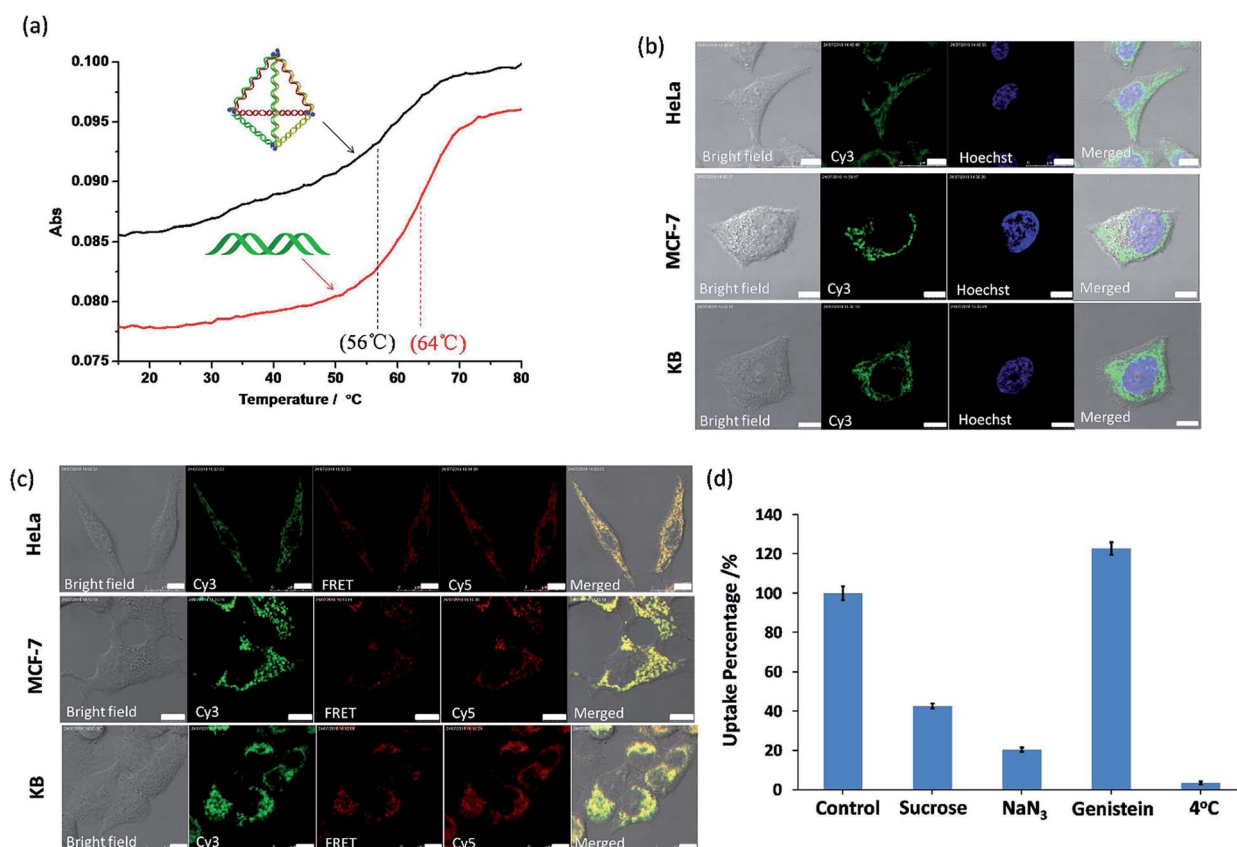 (a)
0.100
0.095
0.090
0.085
0.080
0.075
Abs
(56℃)
(64℃)
20 30 40 50 60 70 80
Temperature / °C
(b)
HeLa
Bright field Cy3 Hoechst Merged
MCF-7
Bright field Cy3 Hoechst Merged
KB
Bright field Cy3 Hoechst Merged
(c)
HeLa
Bright field Cy3 FRET Cy5 Merged
MCF-7
Bright field Cy3 FRET Cy5 Merged
KB
Bright field Cy3 FRET Cy5 Merged
(d)
140
120
100
80
60
40
20
0
Uptake Percentage /%
Control Sucrose NaN₃ Genistein 4ºC